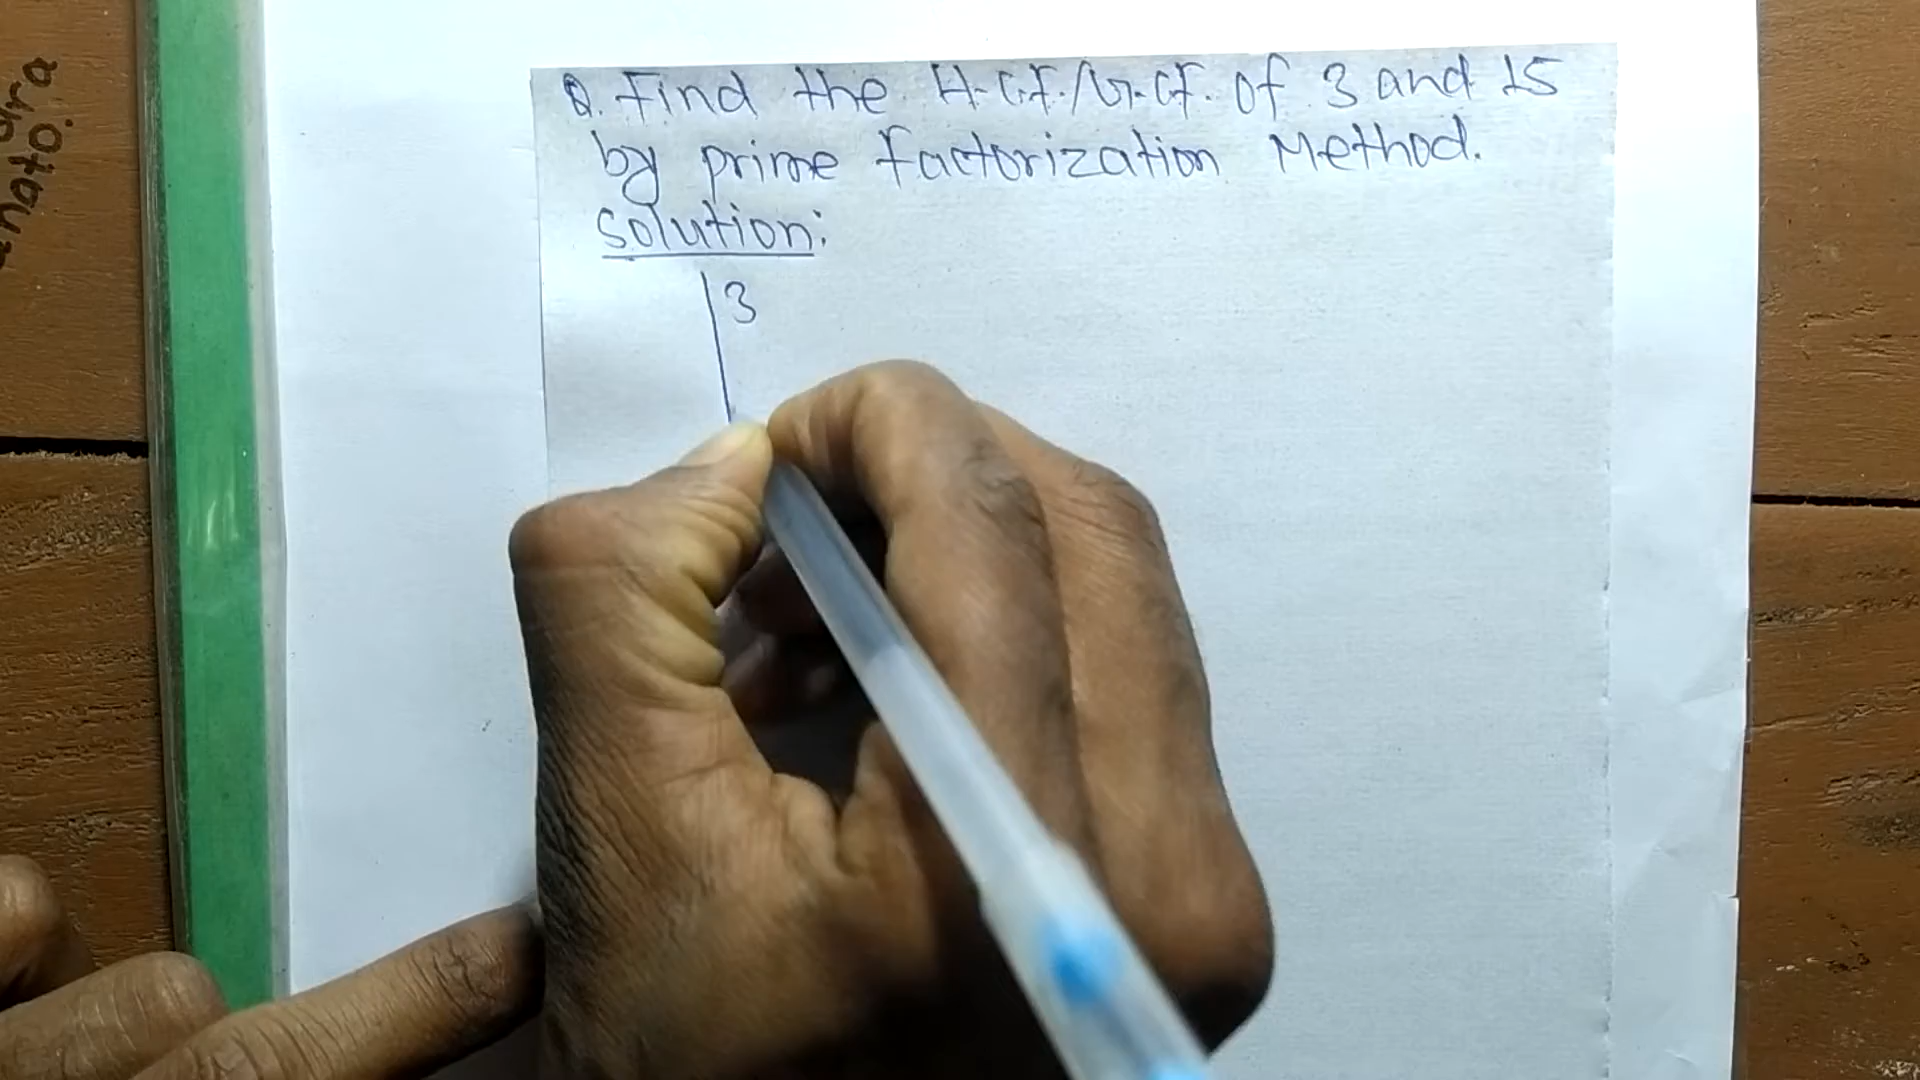 Q. Find the H.C.F./G.C.F. of 3 and 15
by prime factorization Method.
solution:
3